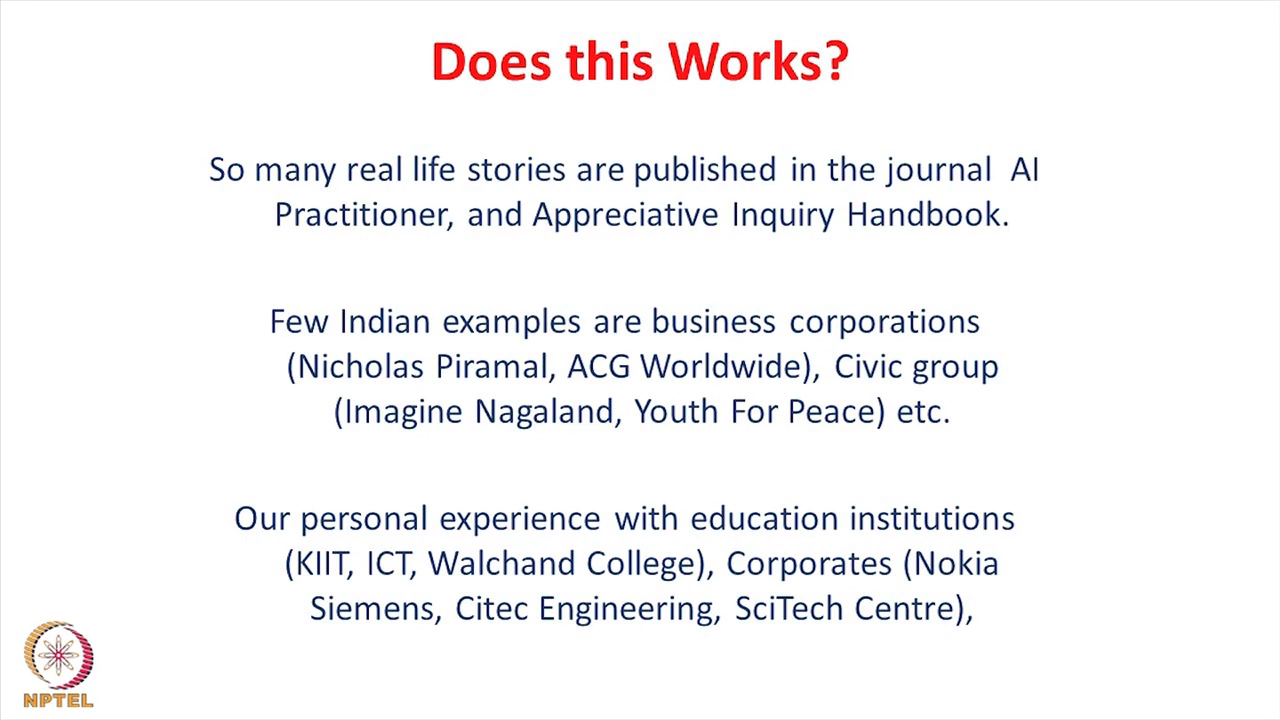 Does this Works?
So many real life stories are published in the journal AI
Practitioner, and Appreciative Inquiry Handbook.
Few Indian examples are business corporations
(Nicholas Piramal, ACG Worldwide), Civic group
(Imagine Nagaland, Youth For Peace) etc.
Our personal experience with education institutions
(KIIT, ICT, Walchand College), Corporates (Nokia
Siemens, Citec Engineering, SciTech Centre),
NPTEL